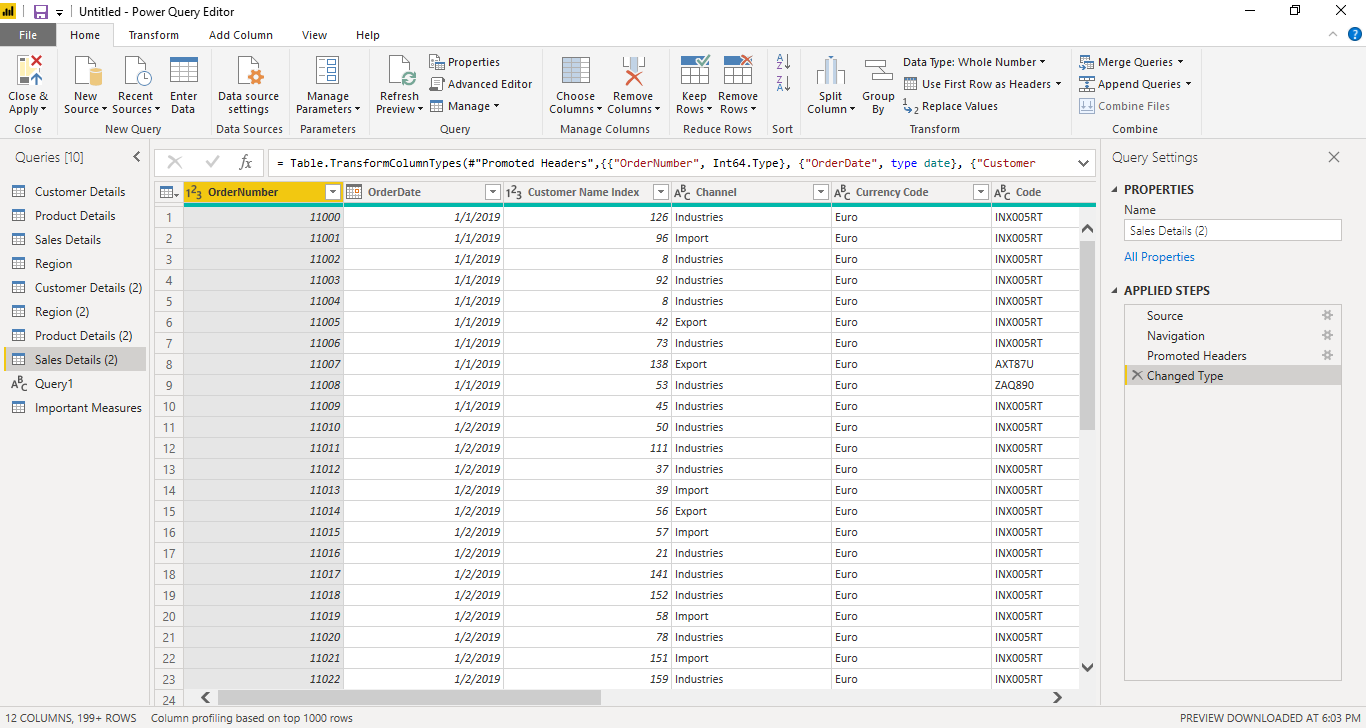 Untitled - Power Query Editor
File Home Transform Add Column View Help
Close & Apply
New Source
Recent Sources
Enter Data
Data source settings
Manage Parameters
Refresh Preview
Properties
Advanced Editor
Manage
Choose Columns
Remove Columns
Keep Rows
Remove Rows
A Z
Z A
Split Column
Group By
Data Type: Whole Number
Use First Row as Headers
Replace Values
Merge Queries
Append Queries
Combine Files
Close New Query Data Sources Parameters Query Manage Columns Reduce Rows Sort Transform Combine
Queries [10]
Customer Details
Product Details
Sales Details
Region
Customer Details (2)
Region (2)
Product Details (2)
Sales Details (2)
ABC Query1
Important Measures
fx = Table.TransformColumnTypes(#"Promoted Headers",{{"OrderNumber", Int64.Type}, {"OrderDate", type date}, {"Customer
123 OrderNumber OrderDate 123 Customer Name Index ABC Channel ABC Currency Code ABC Code
1 11000 1/1/2019 126 Industries Euro INX005RT
2 11001 1/1/2019 96 Import Euro INX005RT
3 11002 1/1/2019 8 Industries Euro INX005RT
4 11003 1/1/2019 92 Industries Euro INX005RT
5 11004 1/1/2019 8 Industries Euro INX005RT
6 11005 1/1/2019 42 Export Euro INX005RT
7 11006 1/1/2019 73 Industries Euro INX005RT
8 11007 1/1/2019 138 Export Euro AXT87U
9 11008 1/1/2019 53 Industries Euro ZAQ890
10 11009 1/1/2019 45 Industries Euro INX005RT
11 11010 1/2/2019 50 Industries Euro INX005RT
12 11011 1/2/2019 111 Industries Euro INX005RT
13 11012 1/2/2019 37 Industries Euro INX005RT
14 11013 1/2/2019 39 Import Euro INX005RT
15 11014 1/2/2019 56 Export Euro INX005RT
16 11015 1/2/2019 57 Import Euro INX005RT
17 11016 1/2/2019 21 Industries Euro INX005RT
18 11017 1/2/2019 141 Industries Euro INX005RT
19 11018 1/2/2019 152 Industries Euro INX005RT
20 11019 1/2/2019 58 Import Euro INX005RT
21 11020 1/2/2019 78 Industries Euro INX005RT
22 11021 1/2/2019 151 Import Euro INX005RT
23 11022 1/2/2019 159 Industries Euro INX005RT
24
Query Settings
PROPERTIES
Name
Sales Details (2)
All Properties
APPLIED STEPS
Source
Navigation
Promoted Headers
Changed Type
12 COLUMNS, 199+ ROWS Column profiling based on top 1000 rows PREVIEW DOWNLOADED AT 6:03 PM